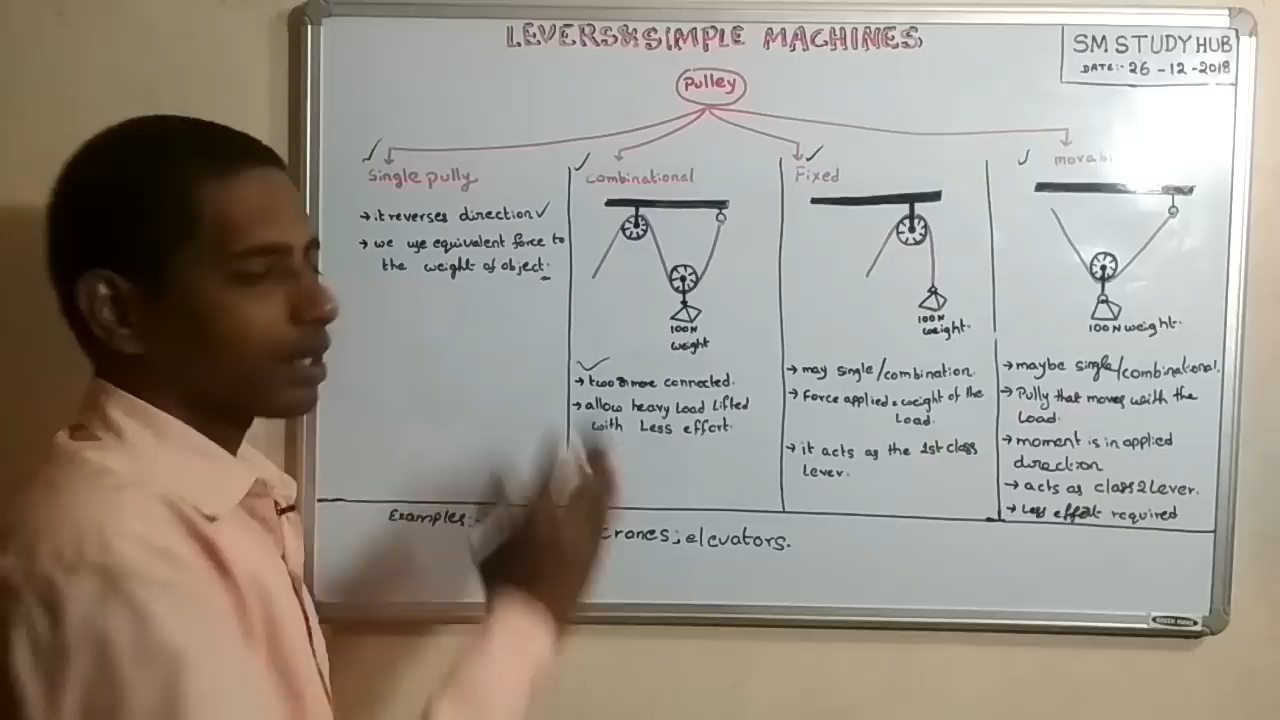 LEVERS&SIMPLE MACHINES
SM STUDY HUB
DATE:- 26-12-2018
Pulley
Single pully
→it reverses direction✓
→ we use equivalent force to
the weight of object.
combinational
100N
weight
→ two & more connected.
→ allow heavy Load Lifted
with Less effort.
Fixed
100N
weight.
→ may single/combination.
→ Force applied = weight of the
Load.
→ it acts as the 1st class
Lever.
movabl
100N weight.
→ maybe single/combinational.
→ Pully that moves with the
Load.
→ moment is in applied
direction
→ acts as class 2 Lever.
→ Less effort required
Examples:-
cranes; elevators.
GREEN MARK